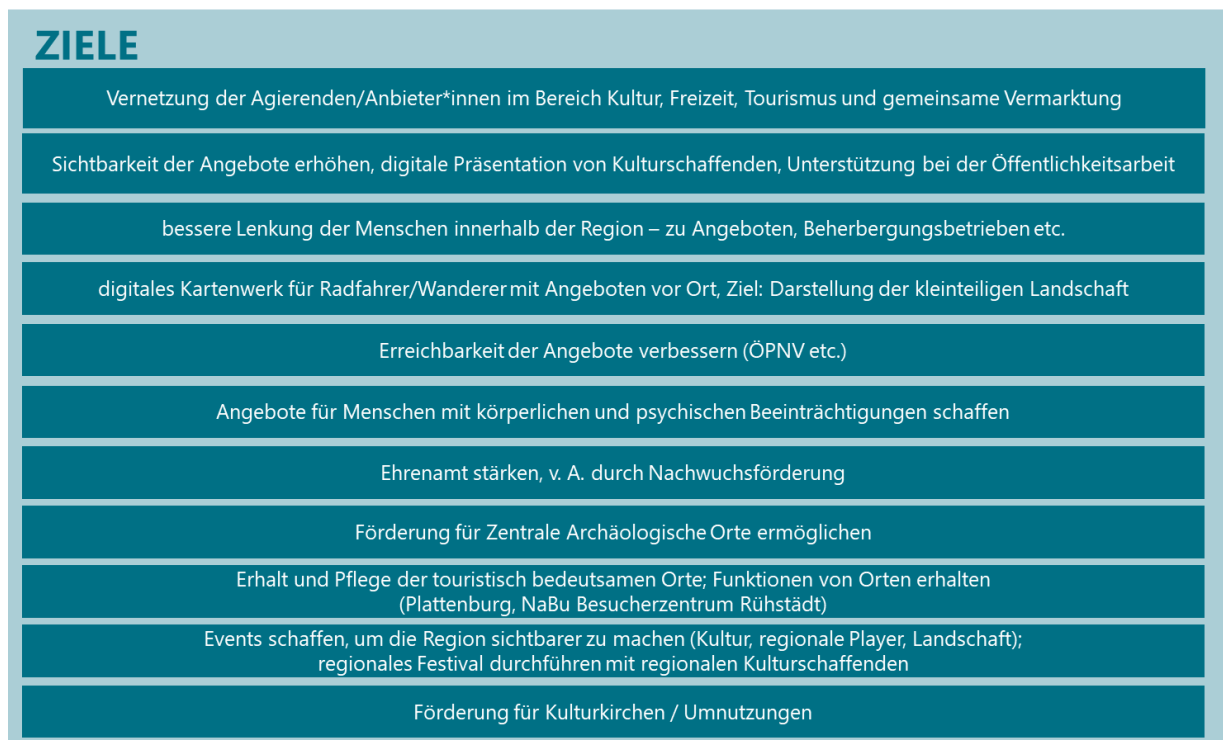 ZIELE
Vernetzung der Agierenden/Anbieter*innen im Bereich Kultur, Freizeit, Tourismus und gemeinsame Vermarktung
Sichtbarkeit der Angebote erhöhen, digitale Präsentation von Kulturschaffenden, Unterstützung bei der Öffentlichkeitsarbeit
bessere Lenkung der Menschen innerhalb der Region – zu Angeboten, Beherbergungsbetrieben etc.
digitales Kartenwerk für Radfahrer/Wanderer mit Angeboten vor Ort, Ziel: Darstellung der kleinteiligen Landschaft
Erreichbarkeit der Angebote verbessern (ÖPNV etc.)
Angebote für Menschen mit körperlichen und psychischen Beeinträchtigungen schaffen
Ehrenamt stärken, v. A. durch Nachwuchsförderung
Förderung für Zentrale Archäologische Orte ermöglichen
Erhalt und Pflege der touristisch bedeutsamen Orte; Funktionen von Orten erhalten
(Plattenburg, NaBu Besucherzentrum Rühstädt)
Events schaffen, um die Region sichtbarer zu machen (Kultur, regionale Player, Landschaft);
regionales Festival durchführen mit regionalen Kulturschaffenden
Förderung für Kulturkirchen / Umnutzungen